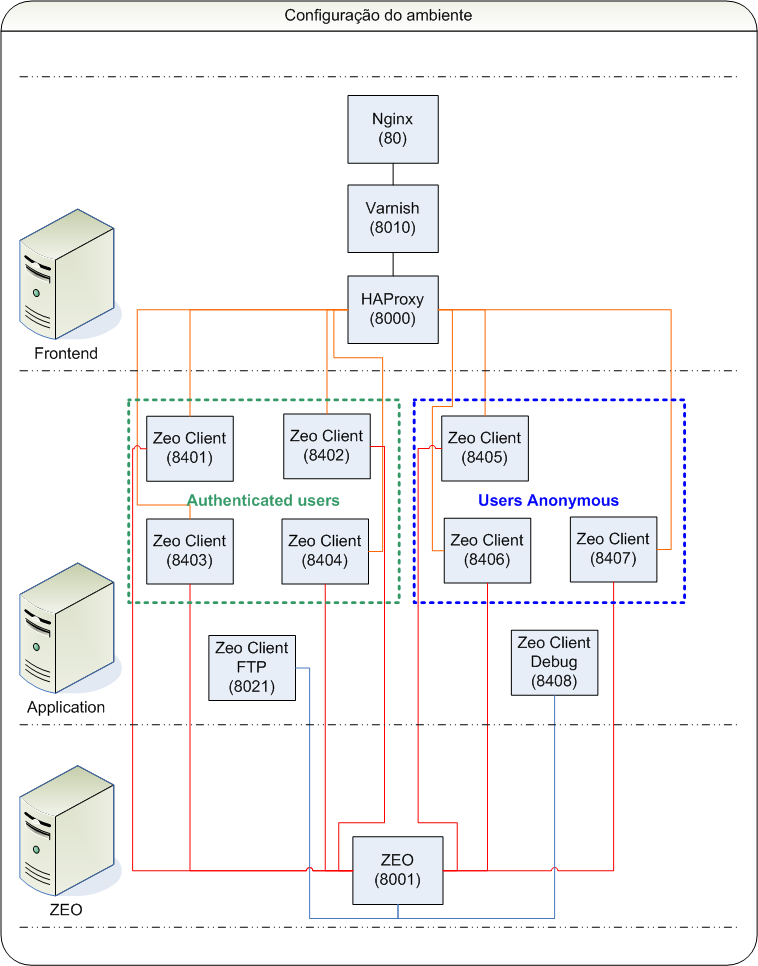 Configuração do ambiente
Nginx
(80)
Varnish
(8010)
HAProxy
(8000)
Frontend
Zeo Client
(8401)
Zeo Client
(8402)
Zeo Client
(8405)
Authenticated users
Users Anonymous
Zeo Client
(8403)
Zeo Client
(8404)
Zeo Client
(8406)
Zeo Client
(8407)
Zeo Client
FTP
(8021)
Zeo Client
Debug
(8408)
Application
ZEO
(8001)
ZEO